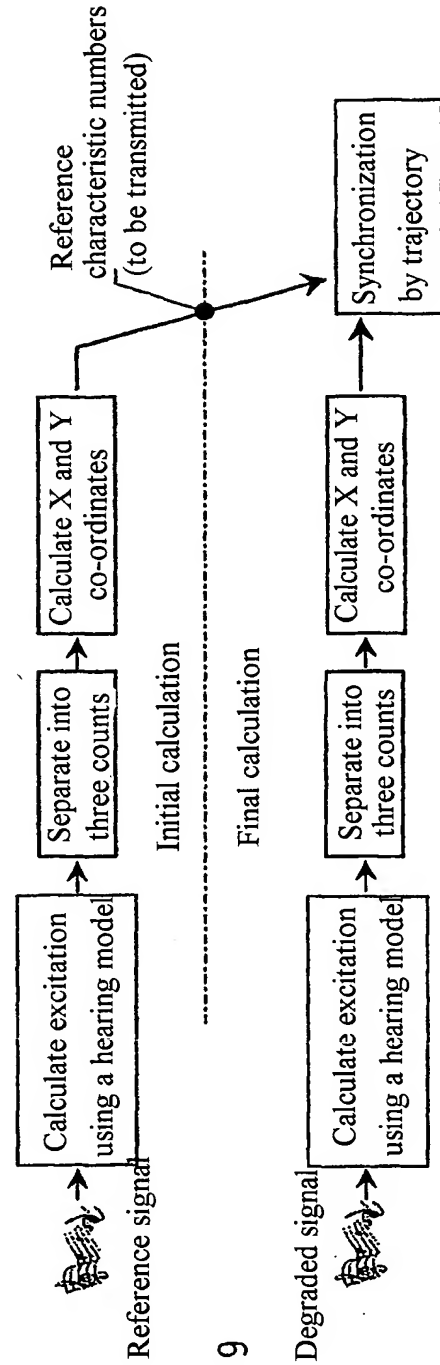 Reference signal
Calculate excitation
using a hearing model
Separate into
three counts
Calculate X and Y
co-ordinates
Reference
characteristic numbers
(to be transmitted)
Initial calculation
Final calculation
9
Degraded signal
Calculate excitation
using a hearing model
Separate into
three counts
Calculate X and Y
co-ordinates
Synchronization
by trajectory